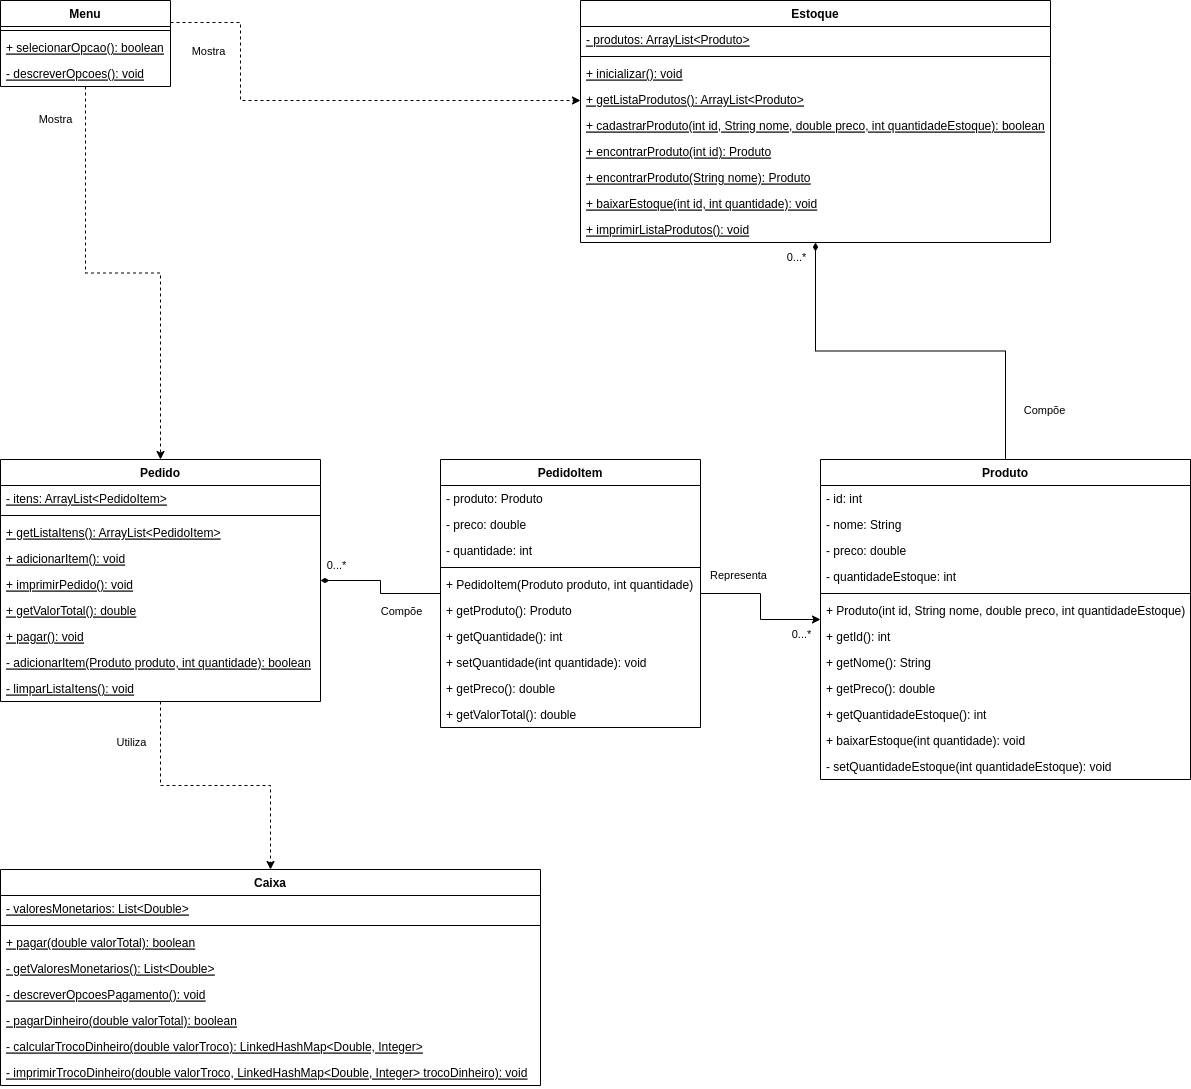 Menu
+ selecionarOpcao(): boolean
- descreverOpcoes(): void
Mostra
Mostra
Estoque
- produtos: ArrayList<Produto>
+ inicializar(): void
+ getListaProdutos(): ArrayList<Produto>
+ cadastrarProduto(int id, String nome, double preco, int quantidadeEstoque): boolean
+ encontrarProduto(int id): Produto
+ encontrarProduto(String nome): Produto
+ baixarEstoque(int id, int quantidade): void
+ imprimirListaProdutos(): void
0...*
Compõe
Pedido
- itens: ArrayList<PedidoItem>
+ getListaItens(): ArrayList<PedidoItem>
+ adicionarItem(): void
+ imprimirPedido(): void
+ getValorTotal(): double
+ pagar(): void
- adicionarItem(Produto produto, int quantidade): boolean
- limparListaItens(): void
0...*
Compõe
PedidoItem
- produto: Produto
- preco: double
- quantidade: int
+ PedidoItem(Produto produto, int quantidade)
+ getProduto(): Produto
+ getQuantidade(): int
+ setQuantidade(int quantidade): void
+ getPreco(): double
+ getValorTotal(): double
Representa
0...*
Produto
- id: int
- nome: String
- preco: double
- quantidadeEstoque: int
+ Produto(int id, String nome, double preco, int quantidadeEstoque)
+ getId(): int
+ getNome(): String
+ getPreco(): double
+ getQuantidadeEstoque(): int
+ baixarEstoque(int quantidade): void
- setQuantidadeEstoque(int quantidadeEstoque): void
Utiliza
Caixa
- valoresMonetarios: List<Double>
+ pagar(double valorTotal): boolean
- getValoresMonetarios(): List<Double>
- descreverOpcoesPagamento(): void
- pagarDinheiro(double valorTotal): boolean
- calcularTrocoDinheiro(double valorTroco): LinkedHashMap<Double, Integer>
- imprimirTrocoDinheiro(double valorTroco, LinkedHashMap<Double, Integer> trocoDinheiro): void